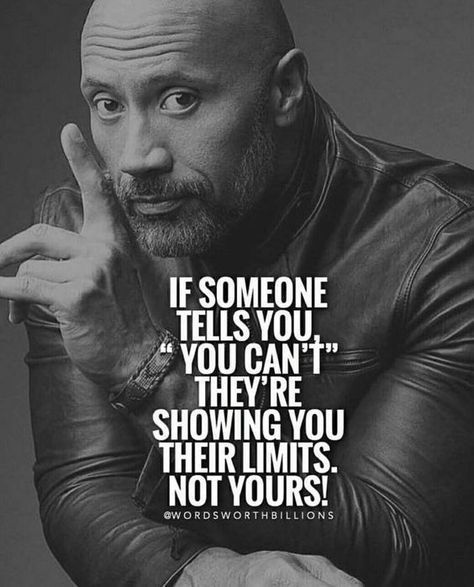 IF SOMEONE
TELLS YOU,
“YOU CAN'T”
THEY'RE
SHOWING YOU
THEIR LIMITS.
NOT YOURS!
@WORDSWORTHBILLIONS